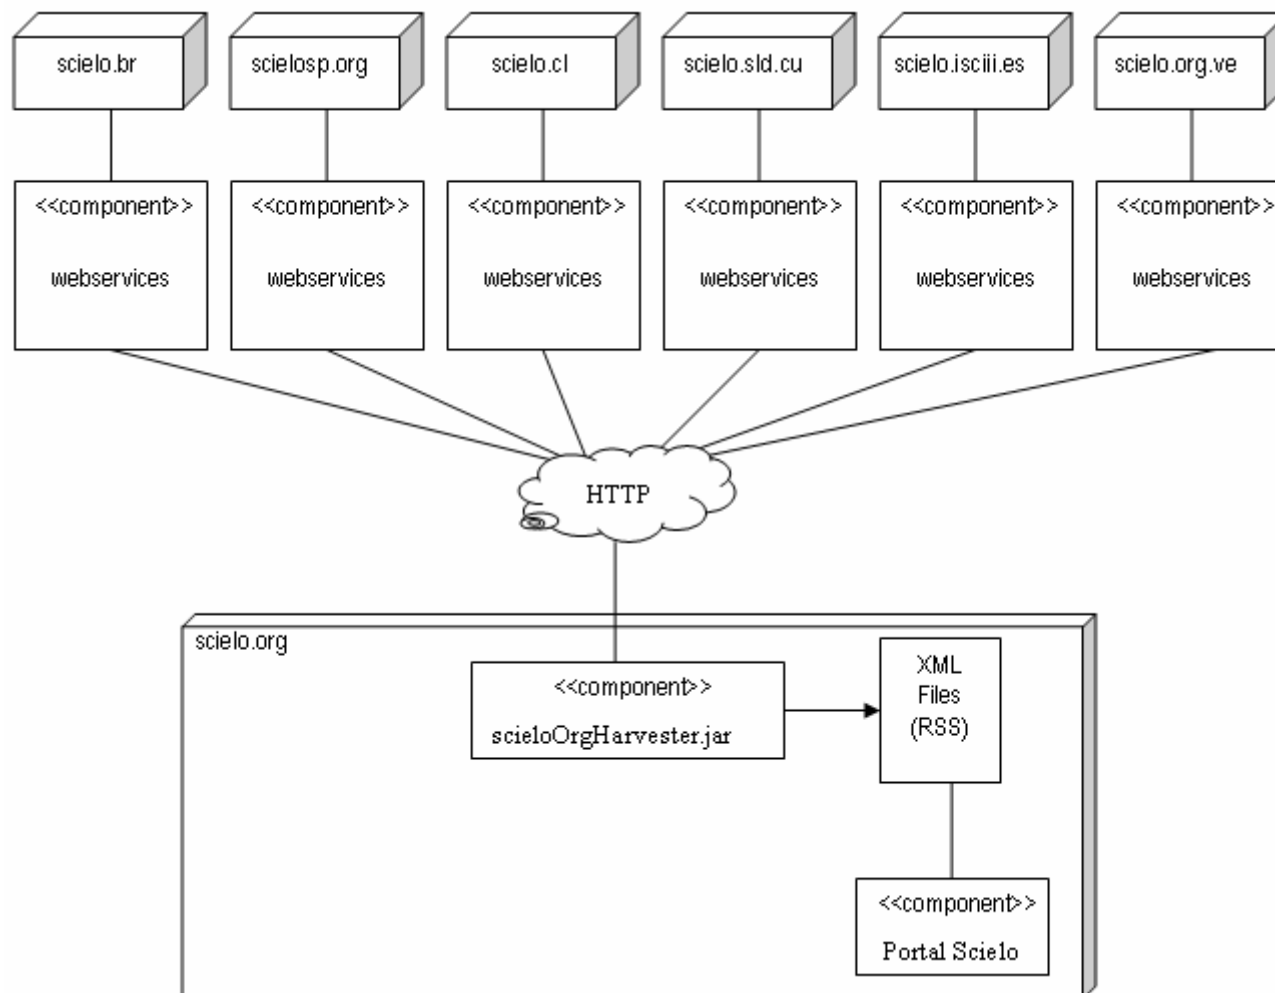 scielo.br
scielosp.org
scielo.cl
scielo.sld.cu
scielo.isciii.es
scielo.org.ve
<<component>>
webservices
<<component>>
webservices
<<component>>
webservices
<<component>>
webservices
<<component>>
webservices
<<component>>
webservices
HTTP
scielo.org
<<component>>
scieloOrgHarvester.jar
XML
Files
(RSS)
<<component>>
Portal Scielo